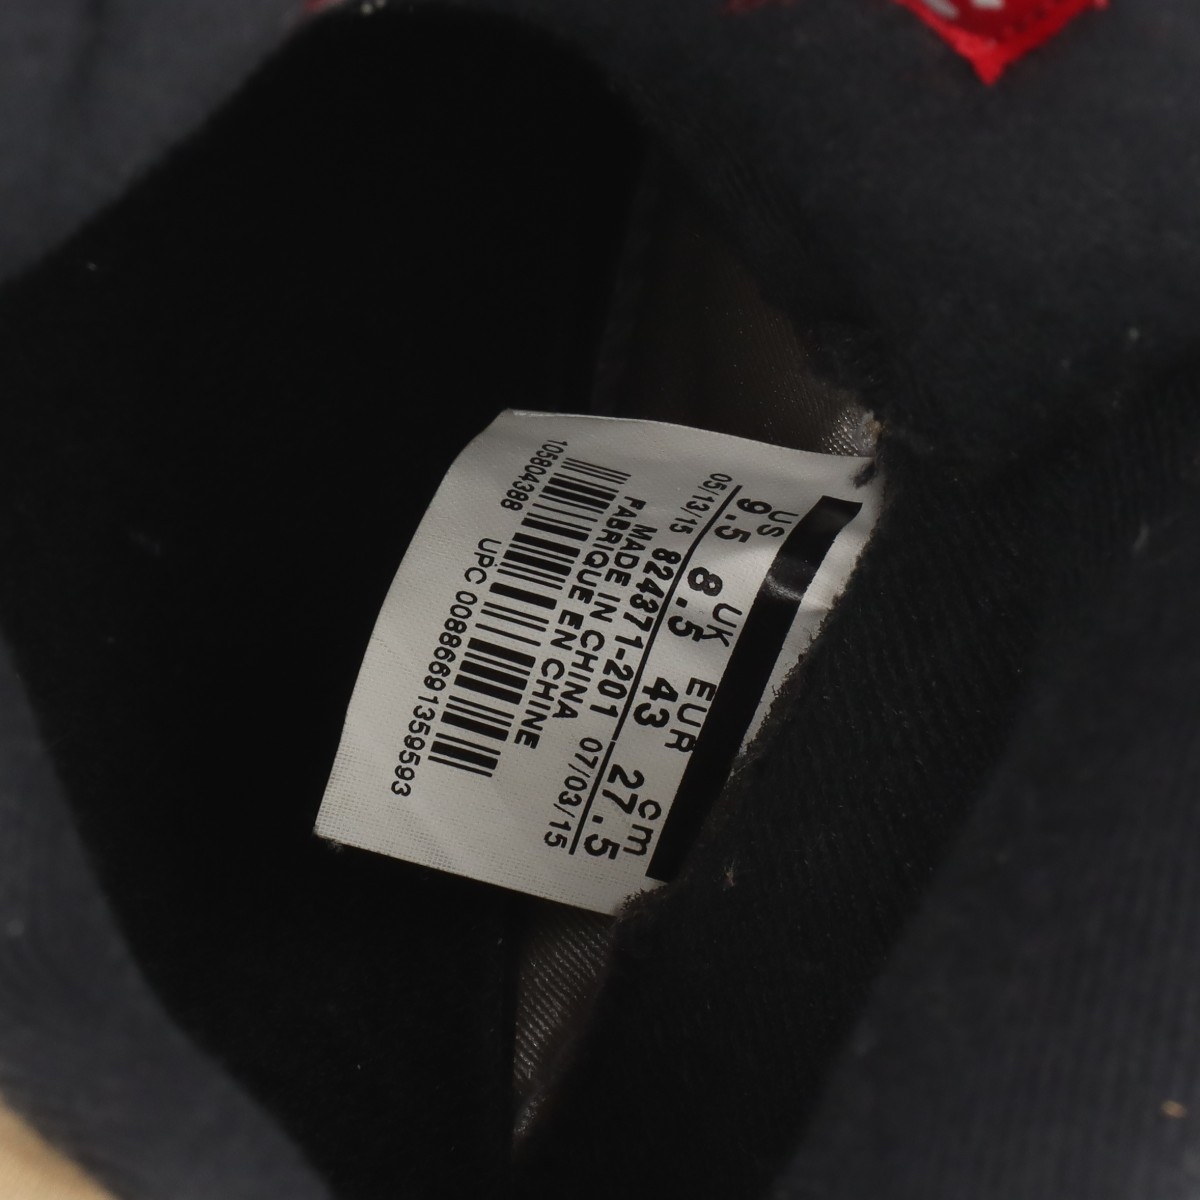 US UK EUR cm
9.5 8.5 43 27.5
05/13/15 824371-201 07/03/15
MADE IN CHINA
FABRIQUE EN CHINE
105804388
UPC 00886691359593